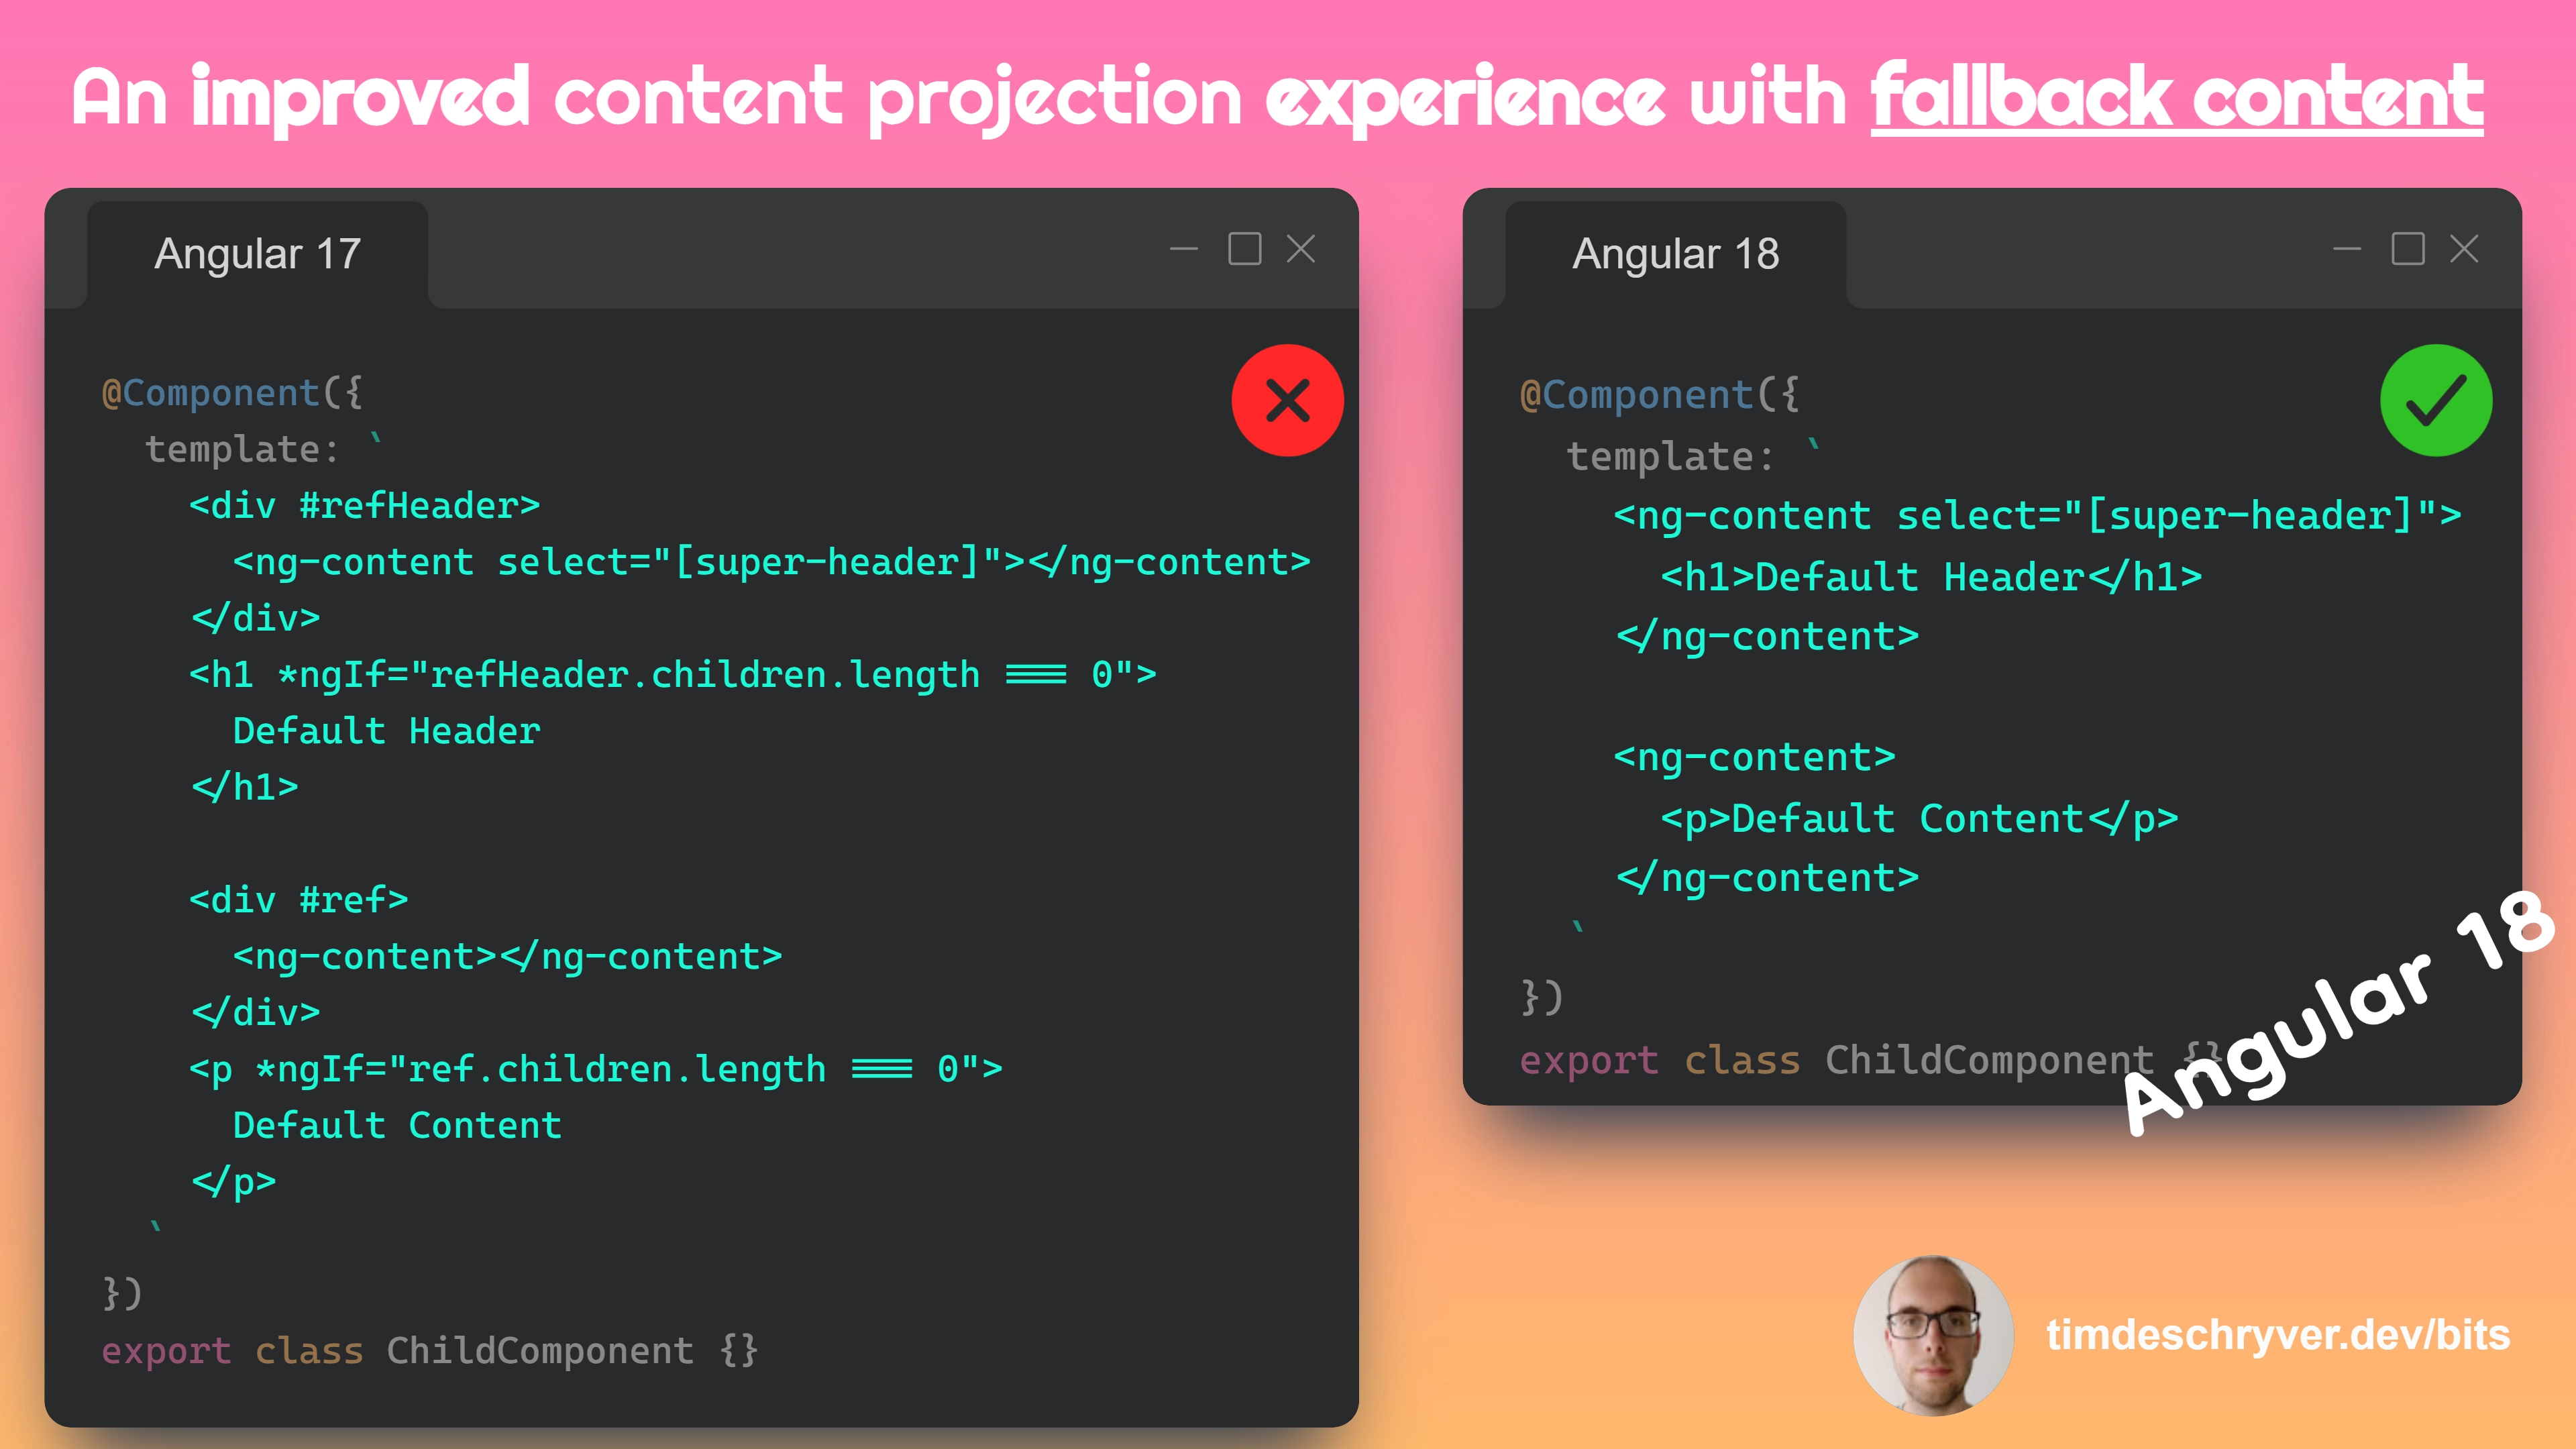 An improved content projection experience with fallback content
Angular 17
@Component({
template: `
<div #refHeader>
<ng-content select="[super-header]"></ng-content>
</div>
<h1 *ngIf="refHeader.children.length === 0">
Default Header
</h1>
<div #ref>
<ng-content></ng-content>
</div>
<p *ngIf="ref.children.length === 0">
Default Content
</p>
`
})
export class ChildComponent {}
Angular 18
@Component({
template: `
<ng-content select="[super-header]">
<h1>Default Header</h1>
</ng-content>
<ng-content>
<p>Default Content</p>
</ng-content>
`
})
export class ChildComponent {}
Angular 18
timdeschryver.dev/bits